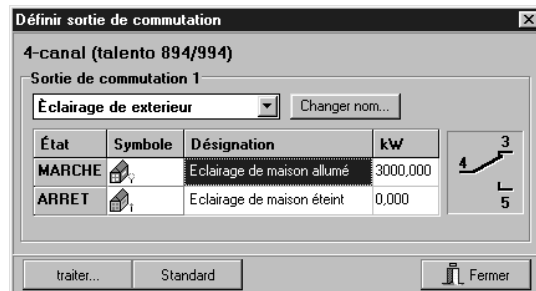 Définir sortie de commutation
4-canal (talento 894/994)
Sortie de commutation 1
Èclairage de exterieur
Changer nom...
État Symbole Désignation kW
MARCHE Eclairage de maison allumé 3000,000
ARRET Eclairage de maison éteint 0,000
3
4
5
traiter... Standard Fermer